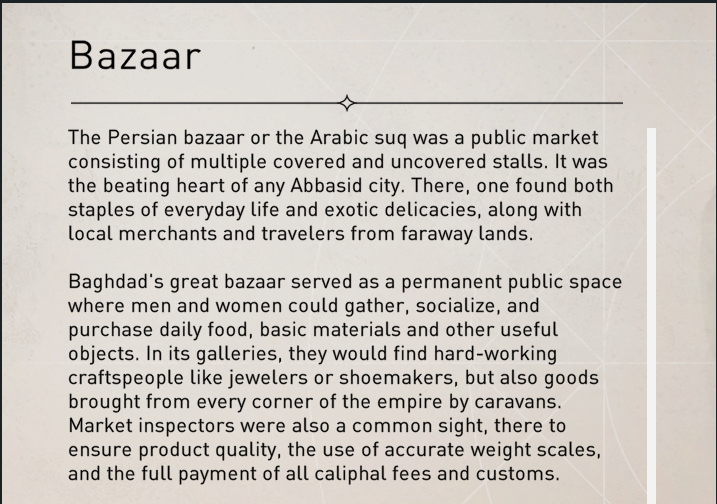 Bazaar
The Persian bazaar or the Arabic suq was a public market
consisting of multiple covered and uncovered stalls. It was
the beating heart of any Abbasid city. There, one found both
staples of everyday life and exotic delicacies, along with
local merchants and travelers from faraway lands.
Baghdad's great bazaar served as a permanent public space
where men and women could gather, socialize, and
purchase daily food, basic materials and other useful
objects. In its galleries, they would find hard-working
craftspeople like jewelers or shoemakers, but also goods
brought from every corner of the empire by caravans.
Market inspectors were also a common sight, there to
ensure product quality, the use of accurate weight scales,
and the full payment of all caliphal fees and customs.